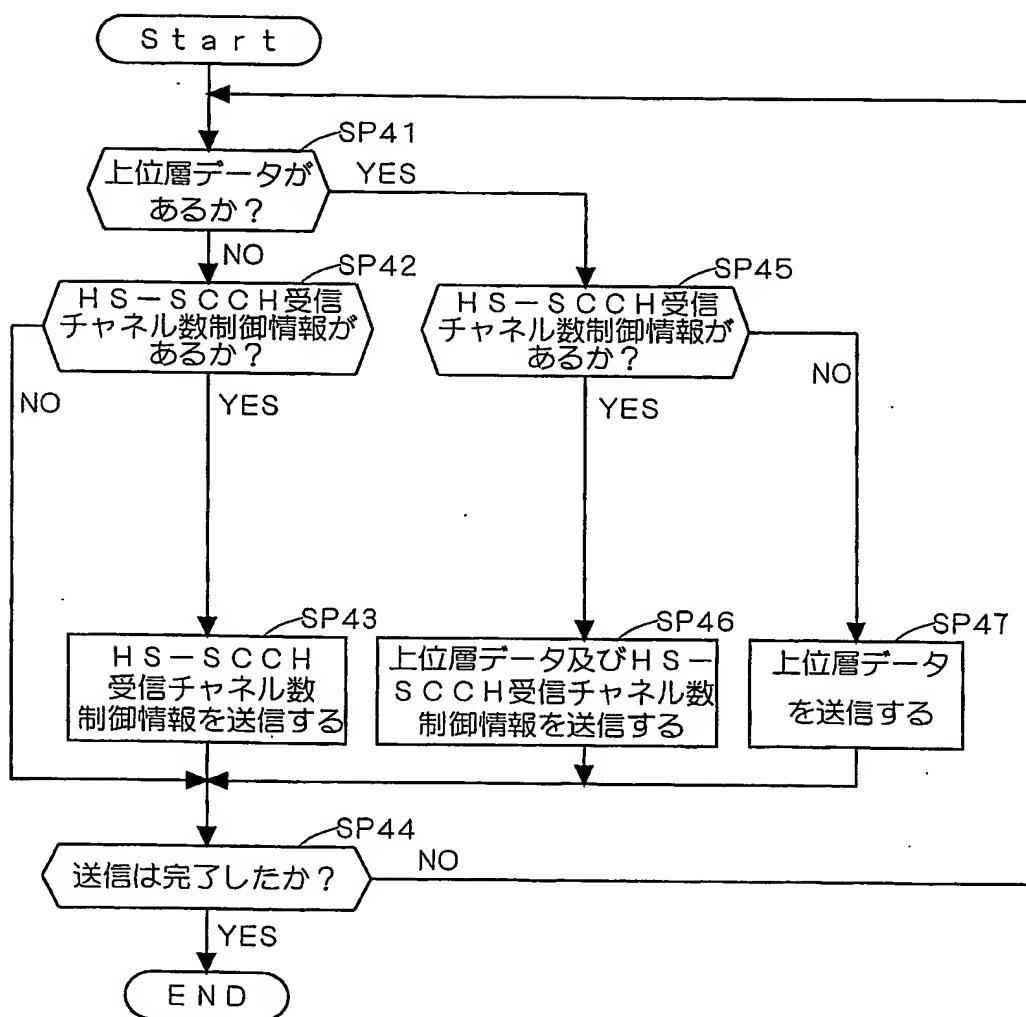 Start
SP41
上位層データが
あるか？
YES
NO
SP42
HS−SCCH受信
チャネル数制御情報が
あるか？
NO
YES
SP45
HS−SCCH受信
チャネル数制御情報が
あるか？
YES
NO
SP43
HS−SCCH
受信チャネル数
制御情報を送信する
SP46
上位層データ及びHS−
SCCH受信チャネル数
制御情報を送信する
SP47
上位層データ
を送信する
SP44
送信は完了したか？
NO
YES
END